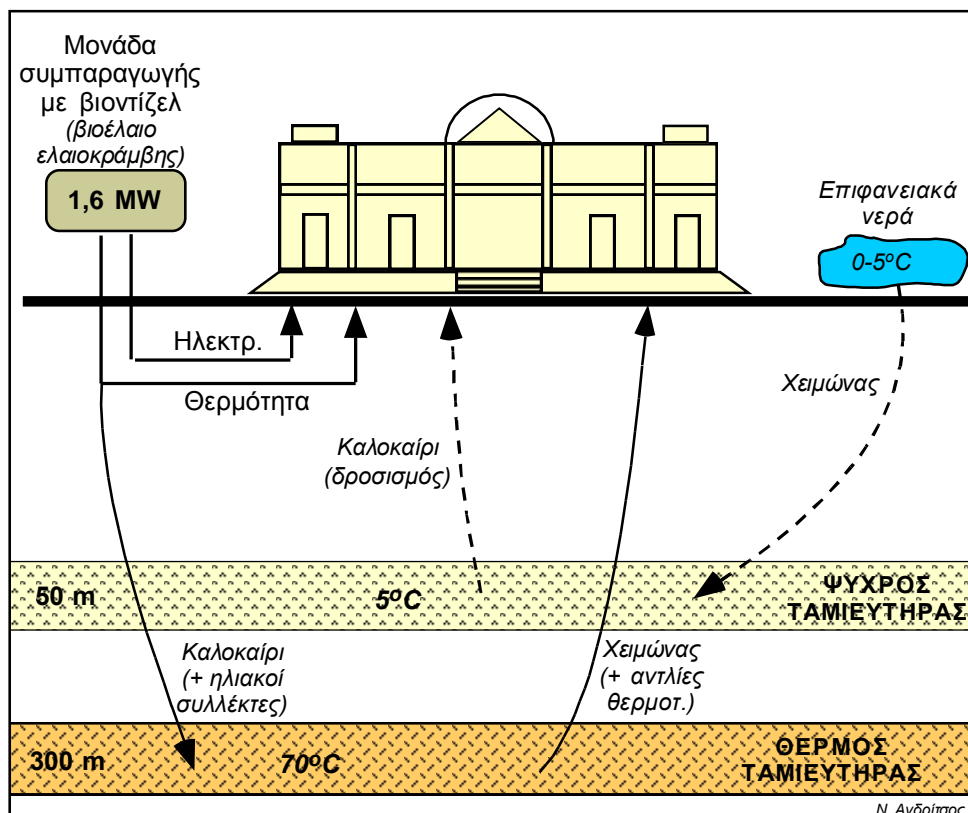 Μονάδα
συμπαραγωγής
με βιοντίζελ
(βιοέλαιο
ελαιοκράμβης)
1,6 MW
Επιφανειακά
νερά
0-5°C
Ηλεκτρ.
Θερμότητα
Χειμώνας
Καλοκαίρι
(δροσισμός)
50 m
5°C
ΨΥΧΡΟΣ
ΤΑΜΙΕΥΤΗΡΑΣ
Καλοκαίρι
(+ ηλιακοί
συλλέκτες)
Χειμώνας
(+ αντλίες
θερμοτ.)
300 m
70°C
ΘΕΡΜΟΣ
ΤΑΜΙΕΥΤΗΡΑΣ
Ν. Ανδρίτσος